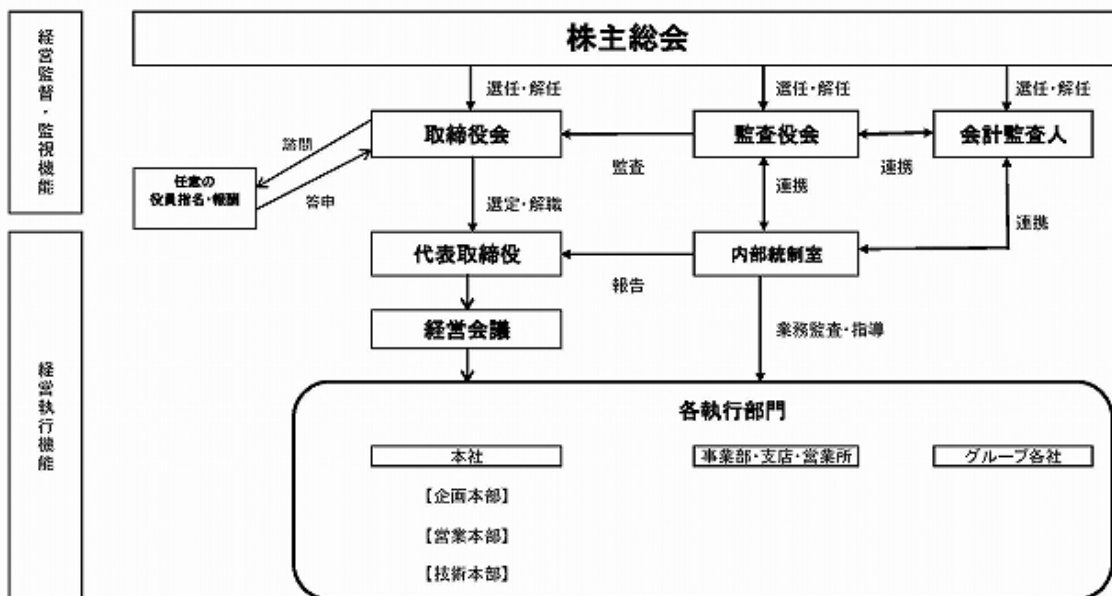 経営監督・監視機能
株主総会
選任・解任
選任・解任
選任・解任
取締役会
監査役会
会計監査人
諮問
監査
連携
任意の
役員指名・報酬
答申
選定・解職
連携
連携
経営執行機能
代表取締役
内部統制室
報告
経営会議
業務監査・指導
各執行部門
本社
事業部・支店・営業所
グループ各社
【企画本部】
【営業本部】
【技術本部】